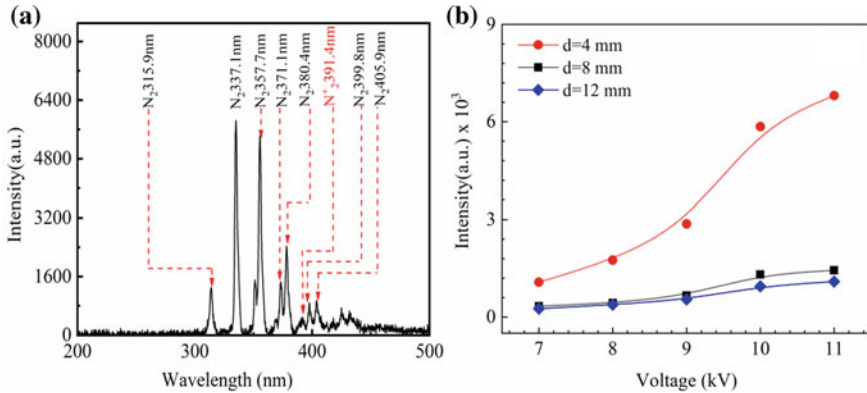 (a)
8000
6400
4800
3200
1600
0
Intensity(a.u.)
N₂315.9nm
N₂337.1nm
N₂357.7nm
N₂371.1nm
N₂380.4nm
N⁺₂391.4nm
N₂399.8nm
N₂405.9nm
200
300
400
500
Wavelength (nm)
(b)
9
6
3
0
Intensity(a.u.) x 10³
d=4 mm
d=8 mm
d=12 mm
7
8
9
10
11
Voltage (kV)